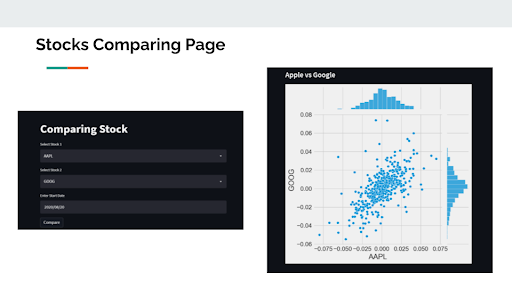 Stocks Comparing Page
Comparing Stock
Select Stock 1
AAPL
Select Stock 2
GOOG
Enter Start Date
2020/06/30
Compare
Apple vs Google
0.08
0.06
0.04
0.02
0.00
−0.02
−0.04
−0.06
GOOG
−0.075 −0.050 −0.025 0.000 0.025 0.050 0.075
AAPL